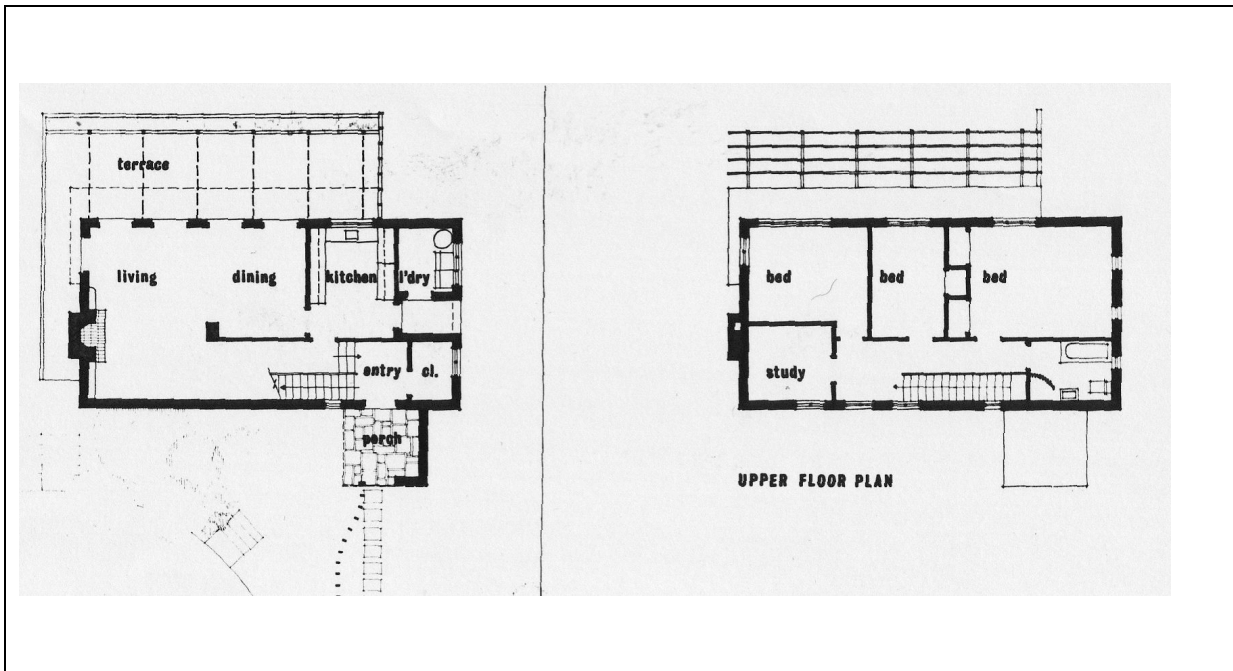 terrace
living
dining
kitchen
l'dry
entry
cl.
porch
bed
bed
bed
study
UPPER FLOOR PLAN